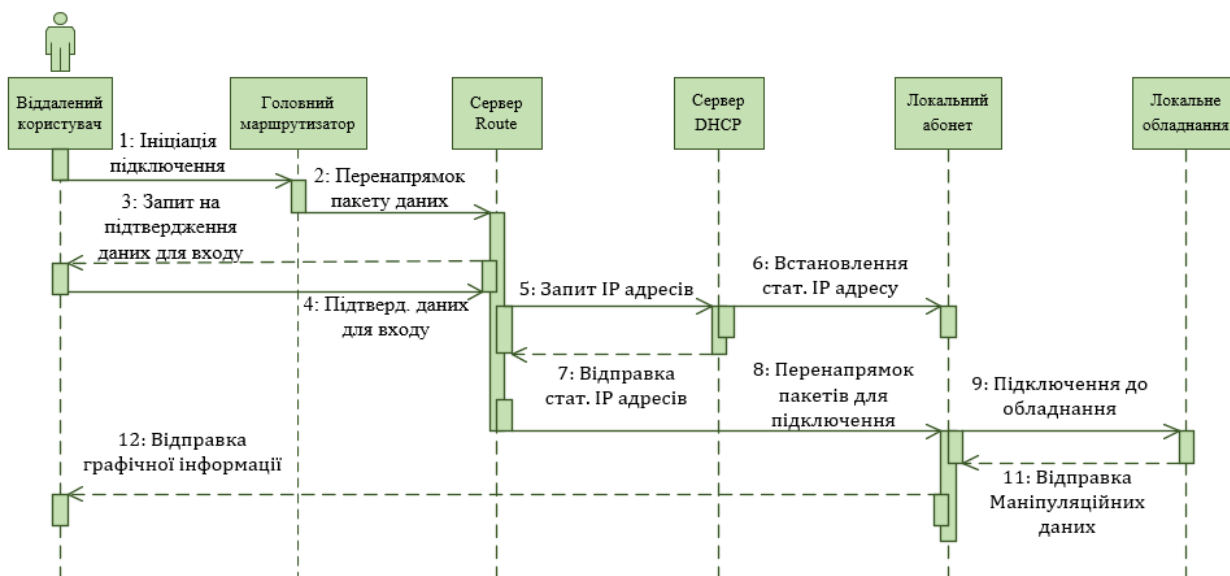 Віддалений
користувач
Головний
маршрутизатор
Сервер
Route
Сервер
DHCP
Локальний
абонет
Локальне
обладнання
1: Ініціація
підключення
2: Перенапрямок
пакету даних
3: Запит на
підтвердження
даних для входу
4: Підтверд. даних
для входу
5: Запит IP адресів
6: Встановлення
стат. IP адресу
7: Відправка
стат. IP адресів
8: Перенапрямок
пакетів для
підключення
9: Підключення до
обладнання
11: Відправка
Маніпуляційних
даних
12: Відправка
графічної інформації